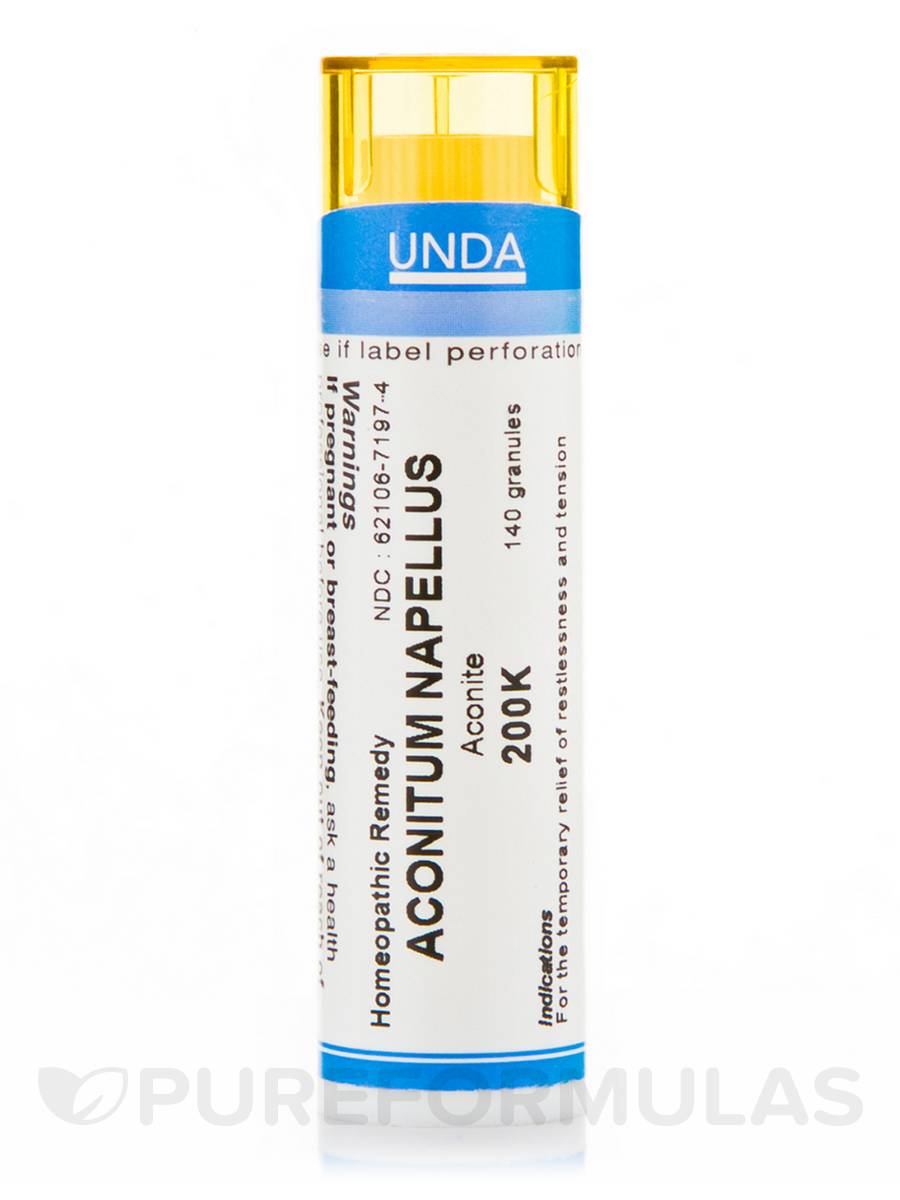 UNDA
e if label perforation
Warnings
If pregnant or breast-feeding, ask a health
NDC : 62106-7197-4
Homeopathic Remedy
ACONITUM NAPELLUS
Aconite
140 granules
200K
Indications
For the temporary relief of restlessness and tension
PUREFORMULAS